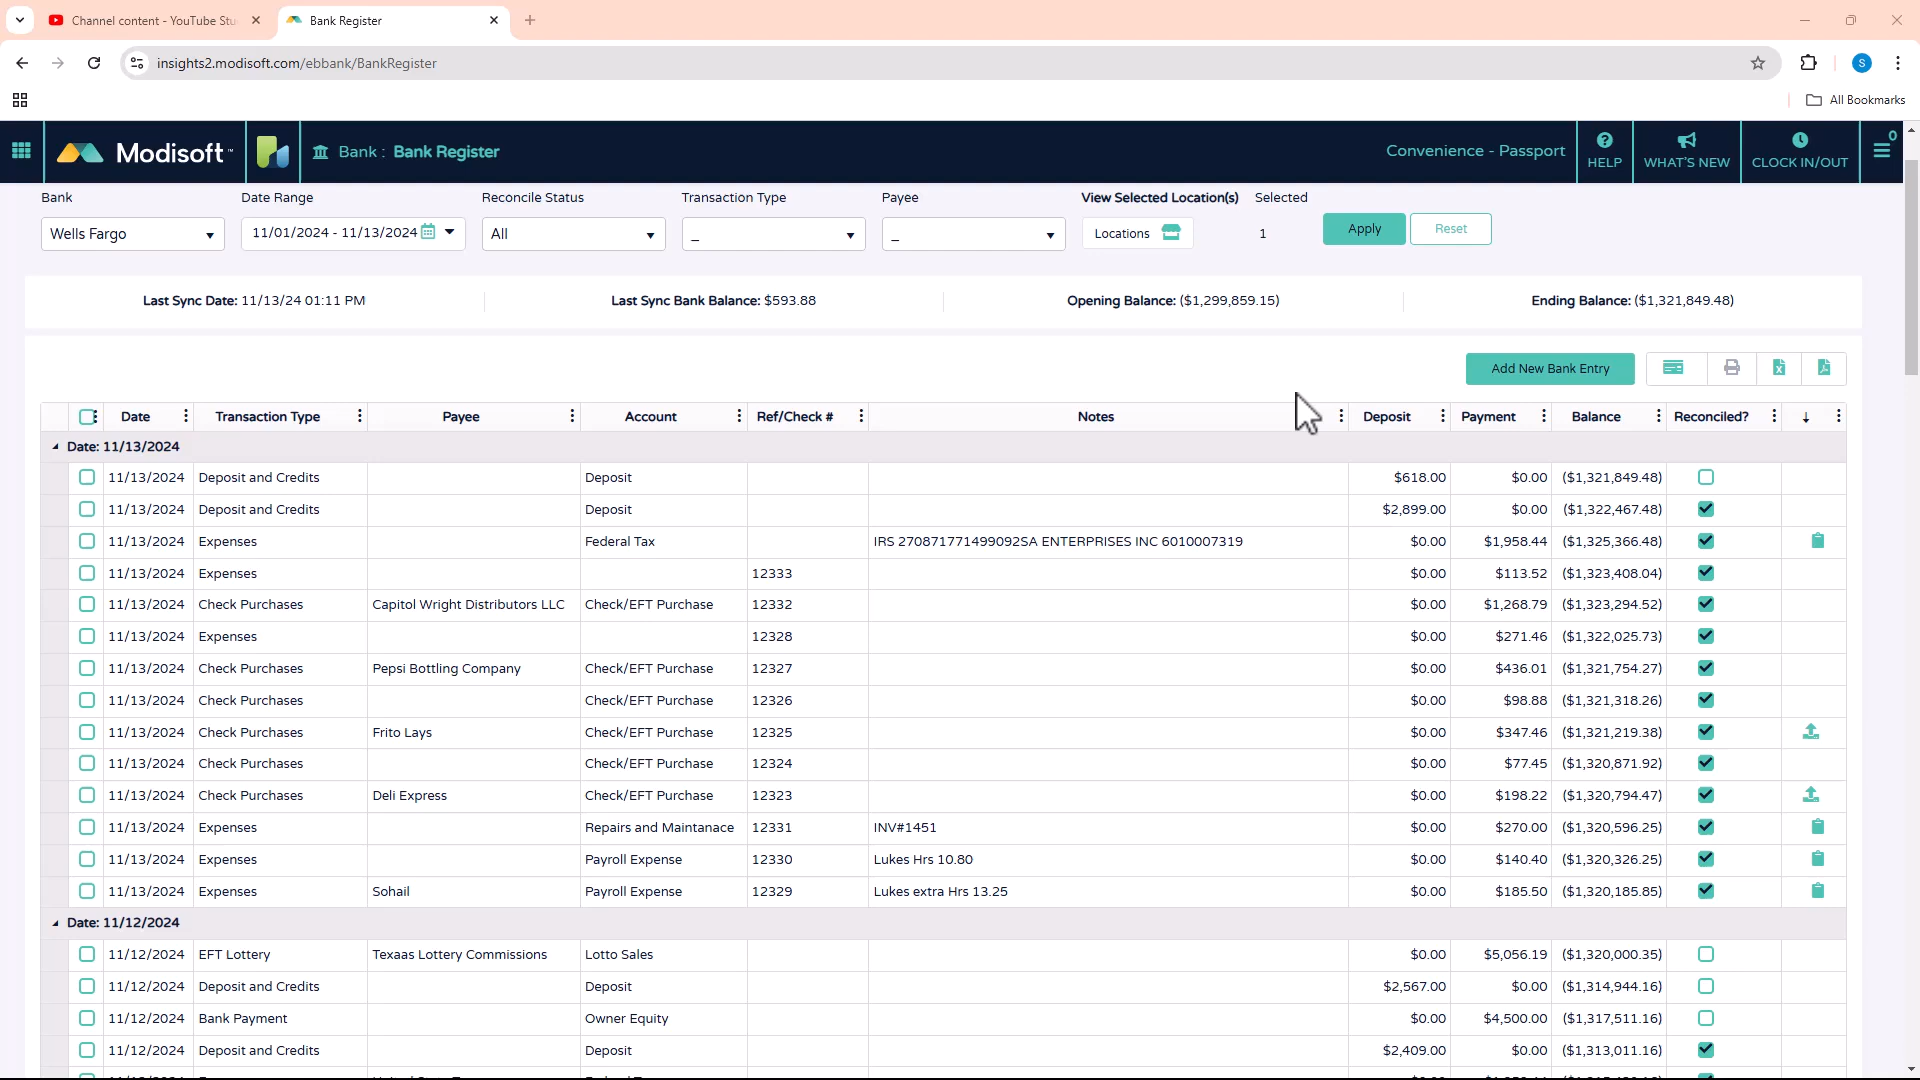 Channel content - YouTube Stu
Bank Register
insights2.modisoft.com/ebbank/BankRegister
All Bookmarks
Modisoft™
Bank : Bank Register
Convenience - Passport
HELP
WHAT'S NEW
CLOCK IN/OUT
0
Bank Date Range Reconcile Status Transaction Type Payee View Selected Location(s) Selected
Wells Fargo 11/01/2024 - 11/13/2024 All _ _ Locations 1 Apply Reset
Last Sync Date: 11/13/24 01:11 PM Last Sync Bank Balance: $593.88 Opening Balance: ($1,299,859.15) Ending Balance: ($1,321,849.48)
Add New Bank Entry
Date Transaction Type Payee Account Ref/Check # Notes Deposit Payment Balance Reconciled? ↓
Date: 11/13/2024
11/13/2024 Deposit and Credits Deposit $618.00 $0.00 ($1,321,849.48)
11/13/2024 Deposit and Credits Deposit $2,899.00 $0.00 ($1,322,467.48)
11/13/2024 Expenses Federal Tax IRS 270871771499092SA ENTERPRISES INC 6010007319 $0.00 $1,958.44 ($1,325,366.48)
11/13/2024 Expenses 12333 $0.00 $113.52 ($1,323,408.04)
11/13/2024 Check Purchases Capitol Wright Distributors LLC Check/EFT Purchase 12332 $0.00 $1,268.79 ($1,323,294.52)
11/13/2024 Expenses 12328 $0.00 $271.46 ($1,322,025.73)
11/13/2024 Check Purchases Pepsi Bottling Company Check/EFT Purchase 12327 $0.00 $436.01 ($1,321,754.27)
11/13/2024 Check Purchases Check/EFT Purchase 12326 $0.00 $98.88 ($1,321,318.26)
11/13/2024 Check Purchases Frito Lays Check/EFT Purchase 12325 $0.00 $347.46 ($1,321,219.38)
11/13/2024 Check Purchases Check/EFT Purchase 12324 $0.00 $77.45 ($1,320,871.92)
11/13/2024 Check Purchases Deli Express Check/EFT Purchase 12323 $0.00 $198.22 ($1,320,794.47)
11/13/2024 Expenses Repairs and Maintanace 12331 INV#1451 $0.00 $270.00 ($1,320,596.25)
11/13/2024 Expenses Payroll Expense 12330 Lukes Hrs 10.80 $0.00 $140.40 ($1,320,326.25)
11/13/2024 Expenses Sohail Payroll Expense 12329 Lukes extra Hrs 13.25 $0.00 $185.50 ($1,320,185.85)
Date: 11/12/2024
11/12/2024 EFT Lottery Texaas Lottery Commissions Lotto Sales $0.00 $5,056.19 ($1,320,000.35)
11/12/2024 Deposit and Credits Deposit $2,567.00 $0.00 ($1,314,944.16)
11/12/2024 Bank Payment Owner Equity $0.00 $4,500.00 ($1,317,511.16)
11/12/2024 Deposit and Credits Deposit $2,409.00 $0.00 ($1,313,011.16)